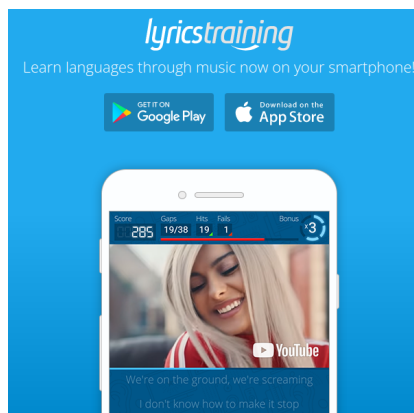 lyricstraining
Learn languages through music now on your smartphone!
GET IT ON
Google Play
Download on the
App Store
Score
Gaps
Hits
Fails
Bonus
285
19/38
19
1
x3
YouTube
We're on the ground, we're screaming
I don't know how to make it stop